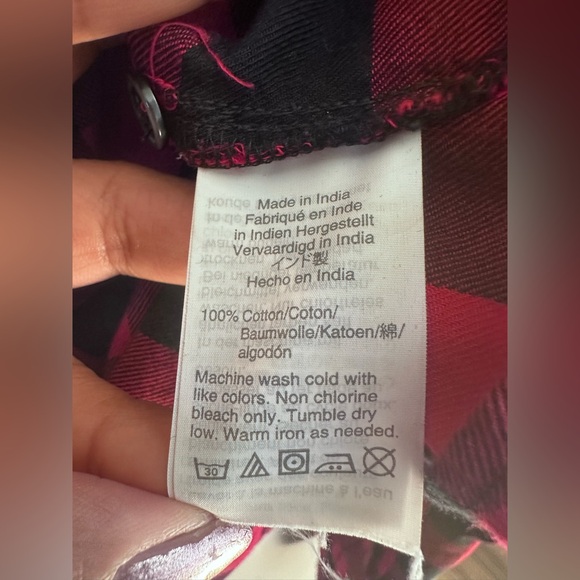 Made in India
Fabriqué en Inde
in Indien Hergestellt
Vervaardigd in India
インド製
Hecho en India
100% Cotton/Coton/
Baumwolle/Katoen/綿/
algodón
Machine wash cold with
like colors. Non chlorine
bleach only. Tumble dry
low. Warm iron as needed.
30